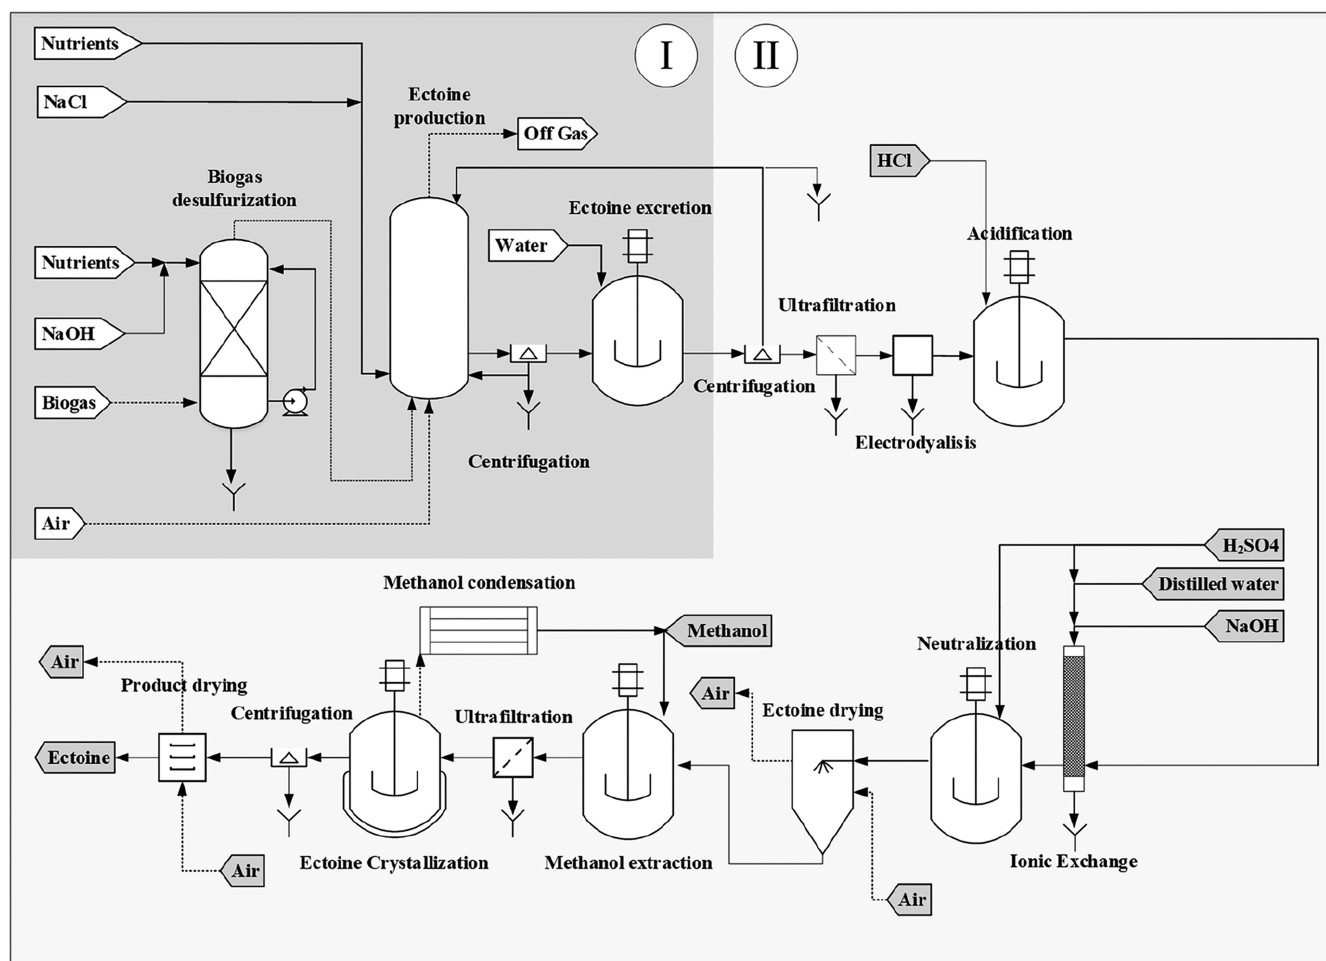 Nutrients
I
II
NaCl
Ectoine
production
Off Gas
HCl
Biogas
desulfurization
Ectoine excretion
Water
Acidification
Nutrients
Ultrafiltration
NaOH
Centrifugation
Biogas
Electrodyalisis
Centrifugation
Air
H₂SO4
Methanol condensation
Distilled water
Methanol
NaOH
Neutralization
Air
Product drying
Air
Ectoine drying
Centrifugation
Ultrafiltration
Ectoine
Ectoine Crystallization
Methanol extraction
Ionic Exchange
Air
Air